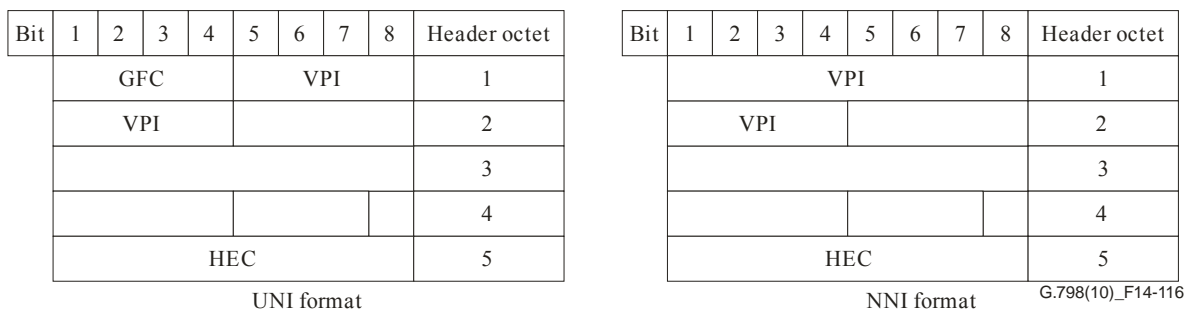 Bit 1 2 3 4 5 6 7 8 Header octet
GFC VPI 1
VPI 2
3
4
HEC 5
UNI format
Bit 1 2 3 4 5 6 7 8 Header octet
VPI 1
VPI 2
3
4
HEC 5
NNI format
G.798(10)_F14-116